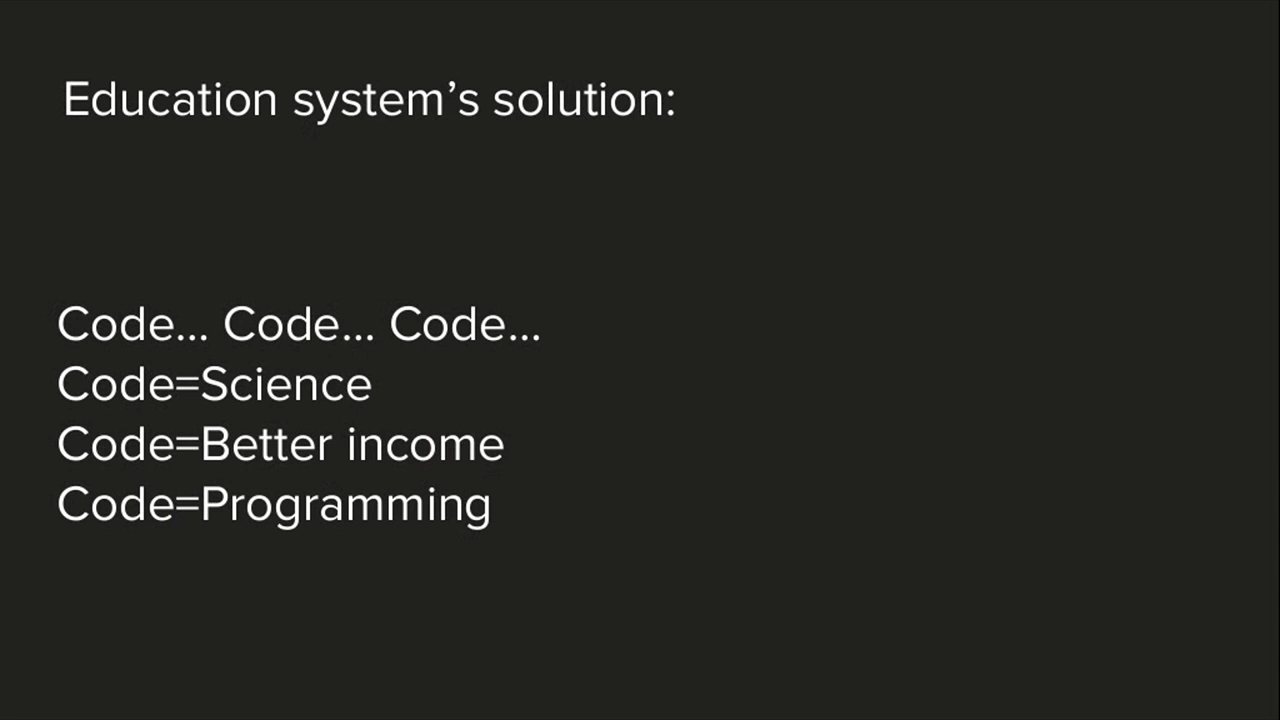 Education system’s solution:
Code... Code... Code...
Code=Science
Code=Better income
Code=Programming